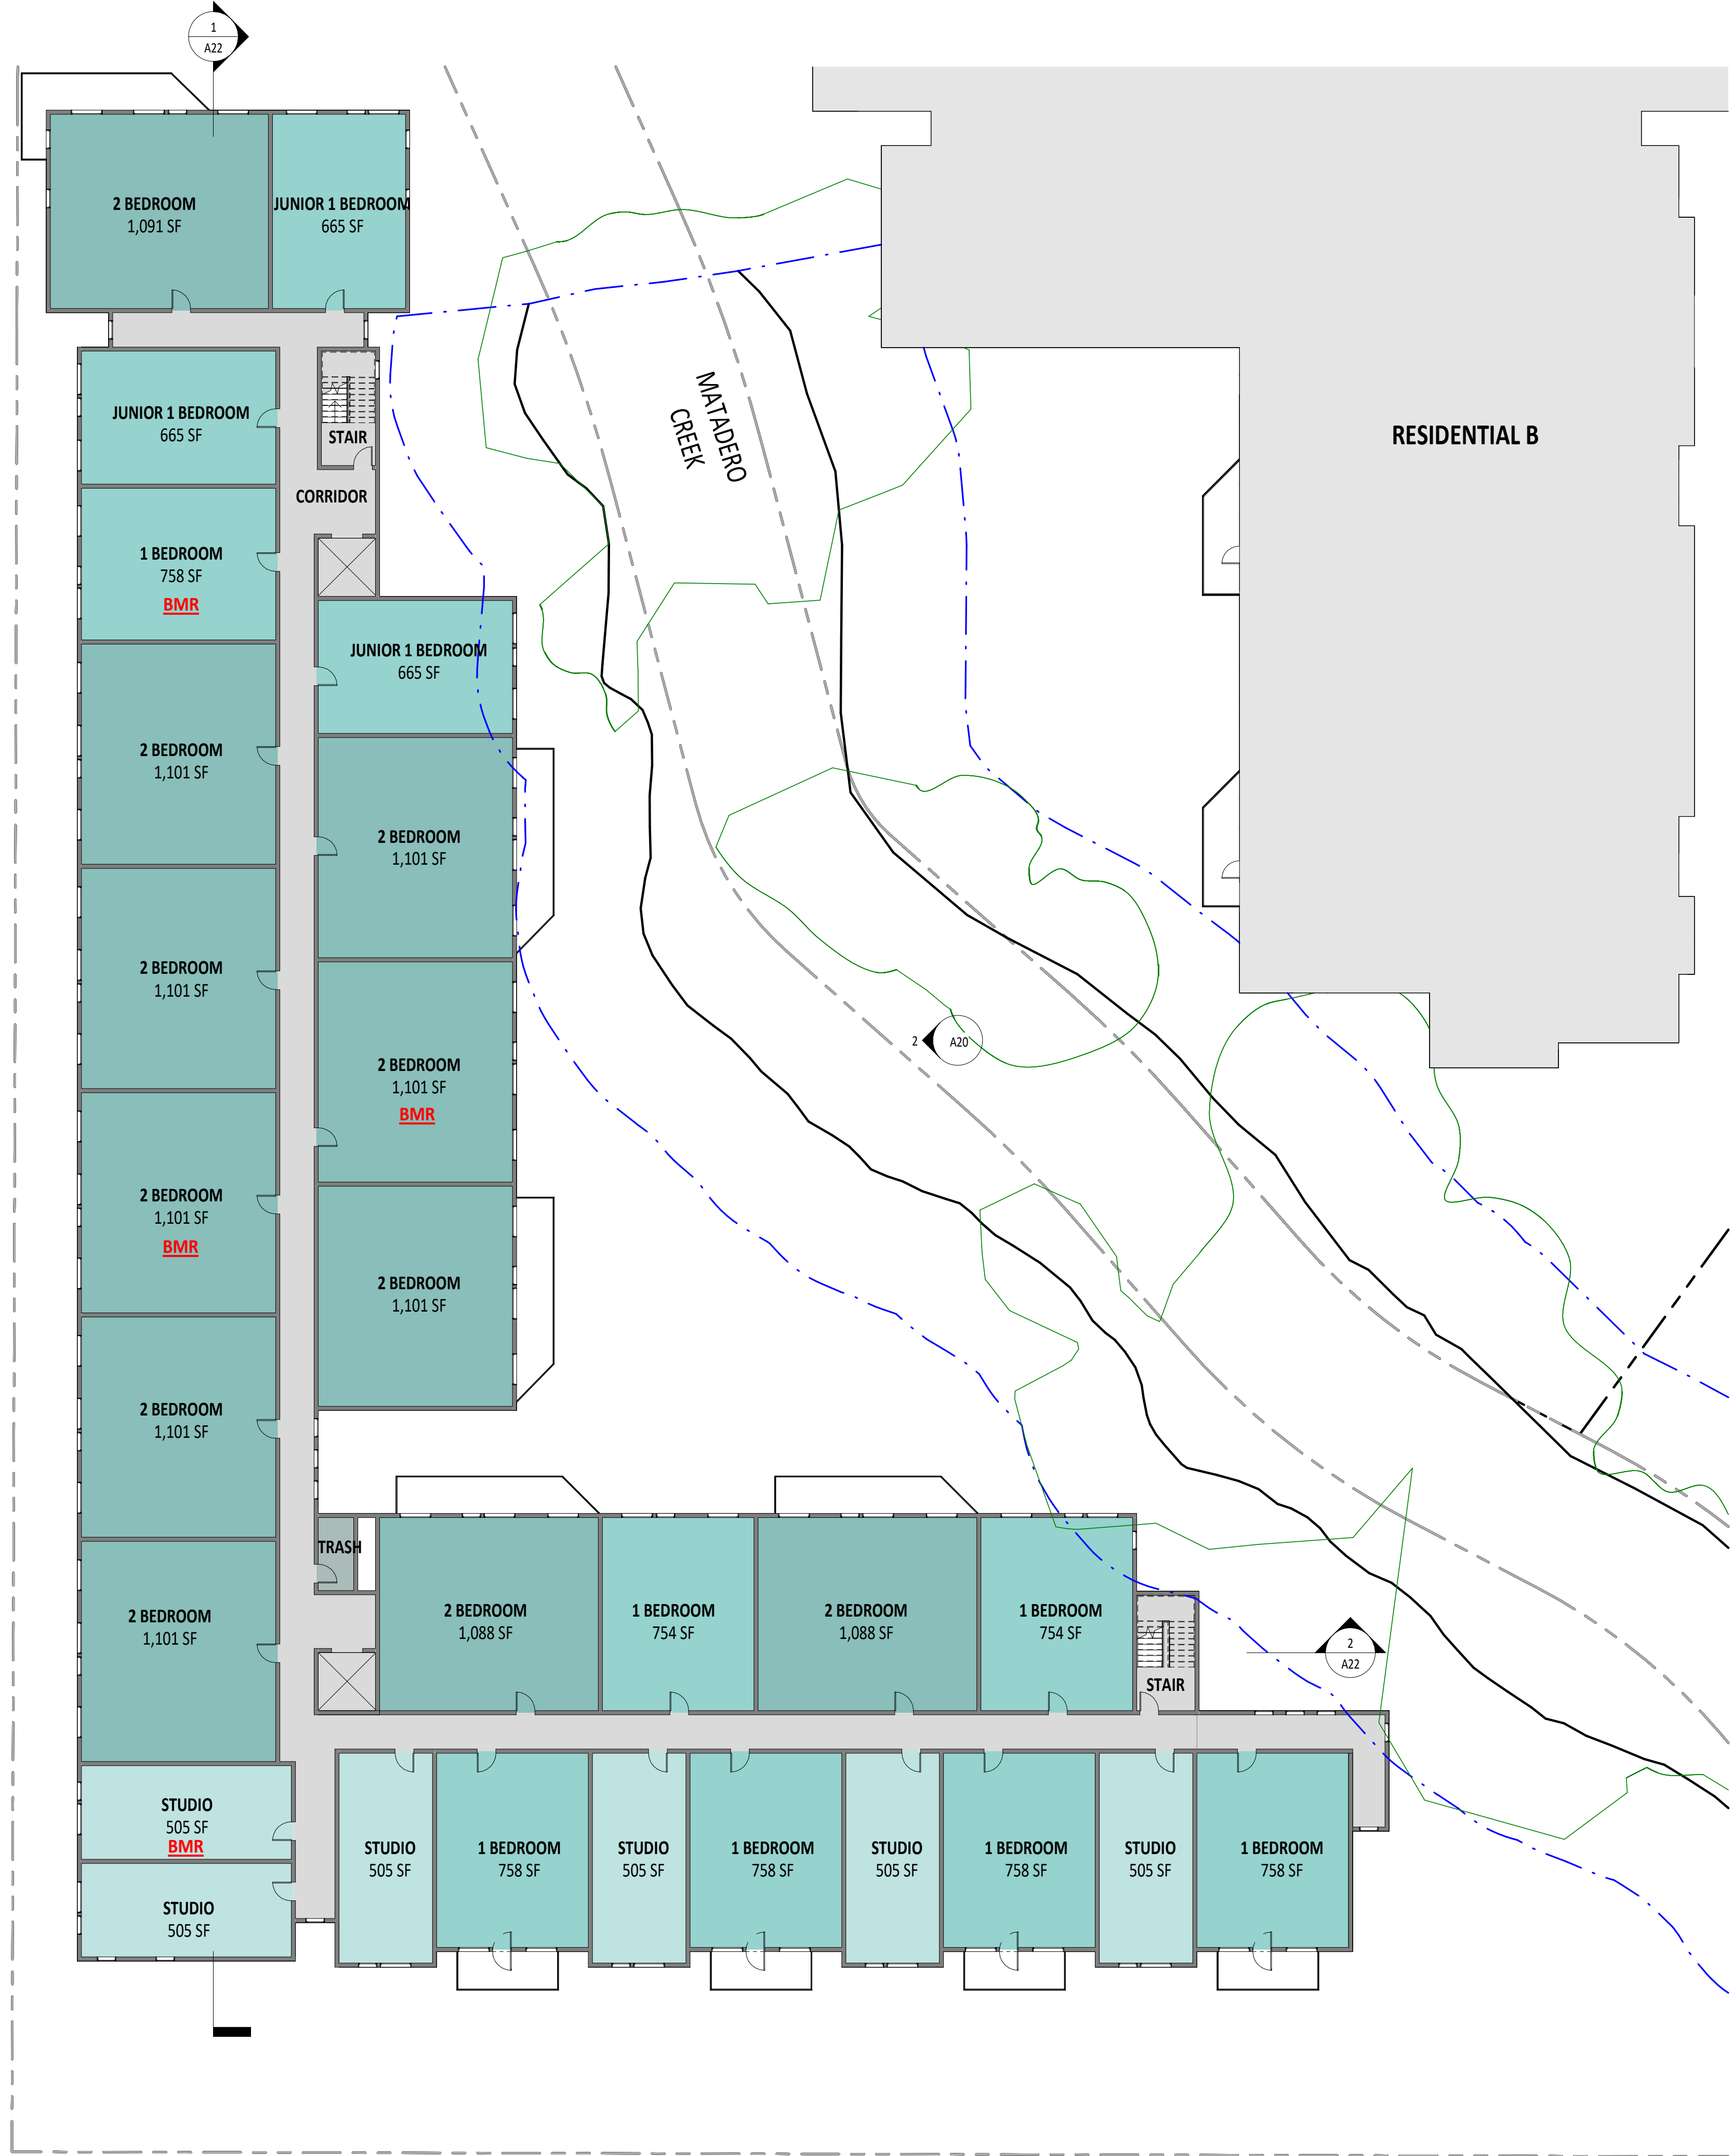 1
A22
2 BEDROOM
1,091 SF
JUNIOR 1 BEDROOM
665 SF
JUNIOR 1 BEDROOM
665 SF
STAIR
CORRIDOR
1 BEDROOM
758 SF
BMR
JUNIOR 1 BEDROOM
665 SF
2 BEDROOM
1,101 SF
2 BEDROOM
1,101 SF
2 BEDROOM
1,101 SF
2 BEDROOM
1,101 SF
BMR
2 BEDROOM
1,101 SF
BMR
2 BEDROOM
1,101 SF
2 BEDROOM
1,101 SF
2 BEDROOM
1,101 SF
MATADERO
CREEK
RESIDENTIAL B
2
A20
TRASH
2 BEDROOM
1,088 SF
1 BEDROOM
754 SF
2 BEDROOM
1,088 SF
1 BEDROOM
754 SF
STAIR
2
A22
STUDIO
505 SF
BMR
STUDIO
505 SF
STUDIO
505 SF
1 BEDROOM
758 SF
STUDIO
505 SF
1 BEDROOM
758 SF
STUDIO
505 SF
1 BEDROOM
758 SF
STUDIO
505 SF
1 BEDROOM
758 SF